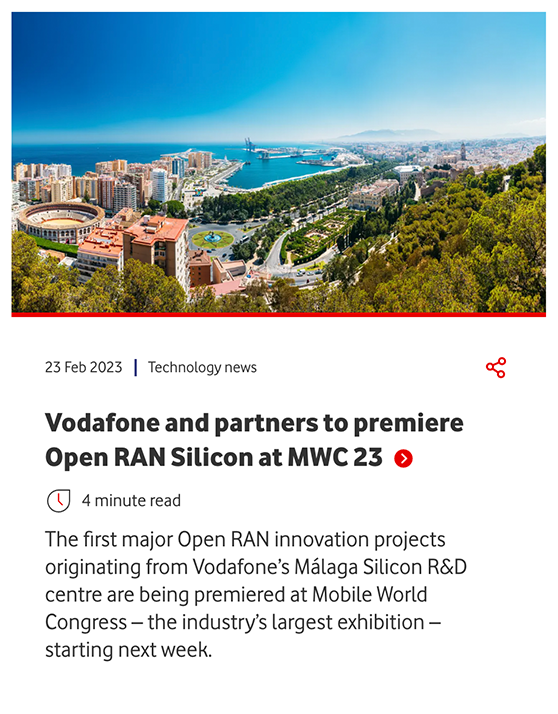 23 Feb 2023 | Technology news
Vodafone and partners to premiere
Open RAN Silicon at MWC 23
4 minute read
The first major Open RAN innovation projects
originating from Vodafone’s Málaga Silicon R&D
centre are being premiered at Mobile World
Congress – the industry’s largest exhibition –
starting next week.